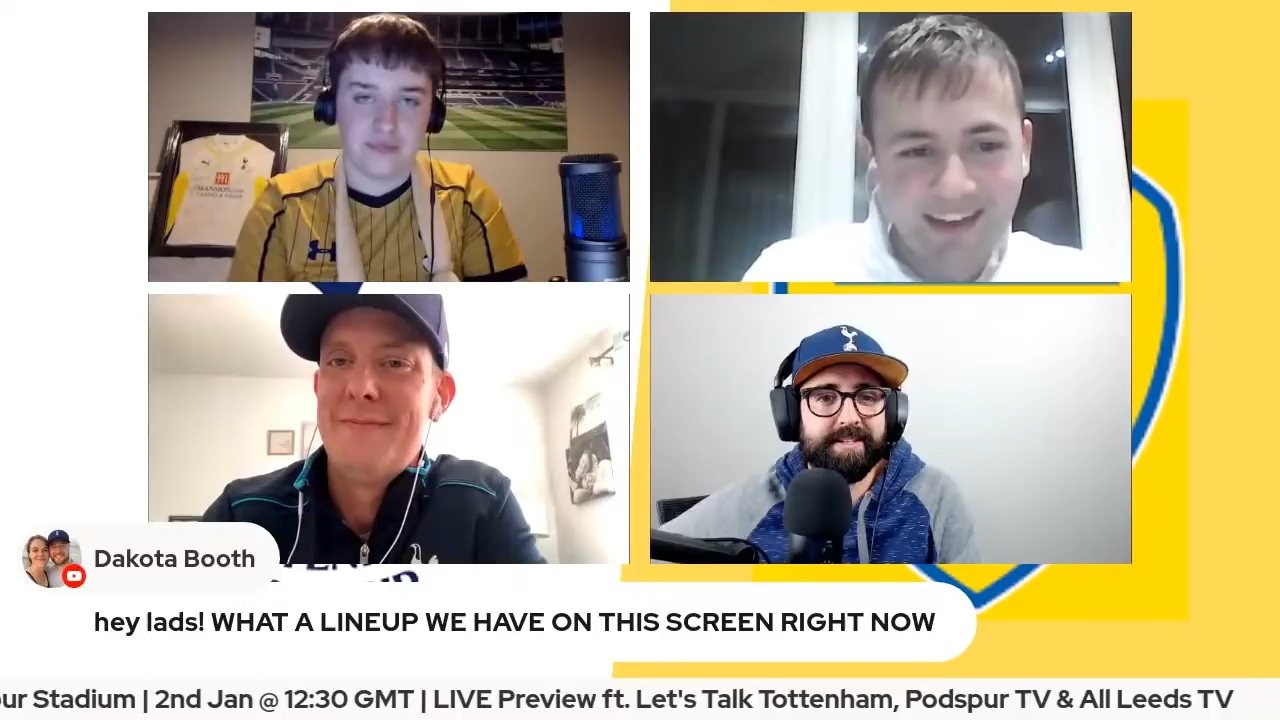 MANSION
Dakota Booth
hey lads! WHAT A LINEUP WE HAVE ON THIS SCREEN RIGHT NOW
ur Stadium | 2nd Jan @ 12:30 GMT | LIVE Preview ft. Let's Talk Tottenham, Podspur TV & All Leeds TV